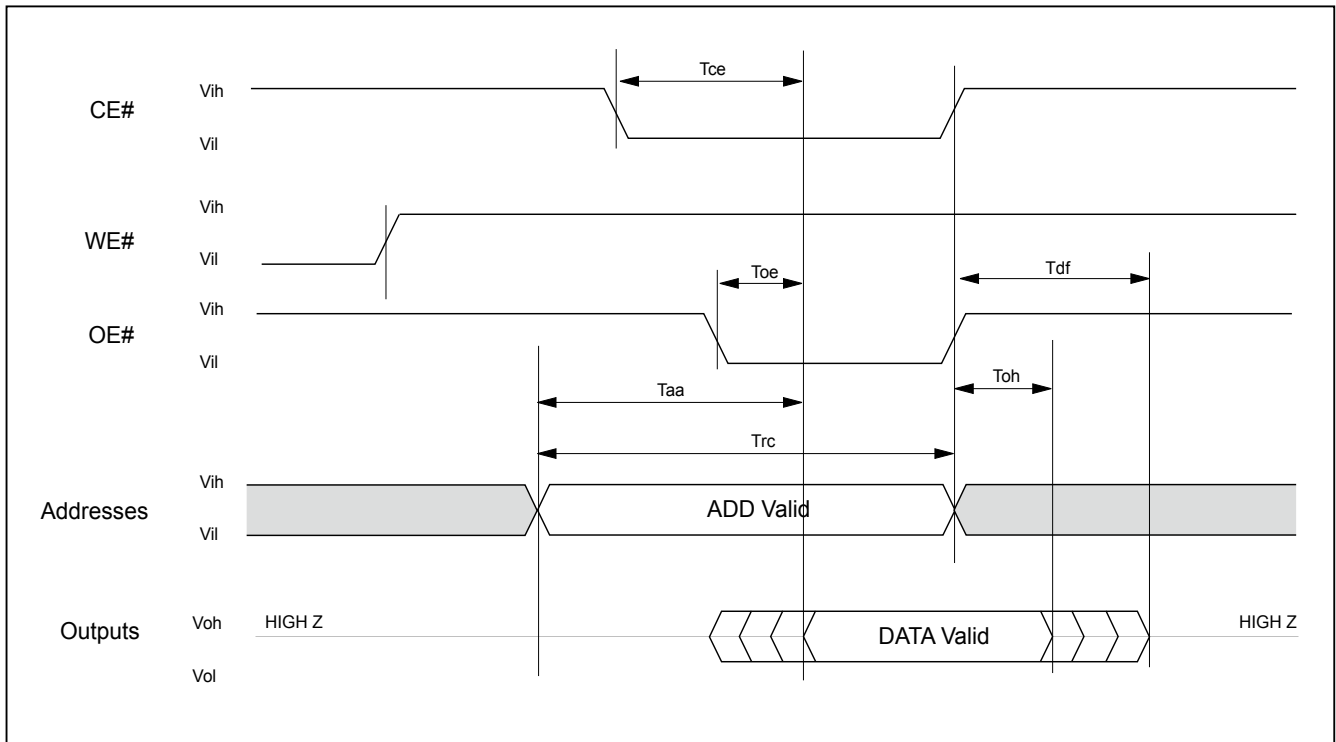 Tce
CE#
Vih
Vil
WE#
Vih
Vil
Toe
Tdf
OE#
Vih
Vil
Taa
Toh
Trc
Addresses
Vih
Vil
ADD Valid
Outputs
Voh
HIGH Z
DATA Valid
HIGH Z
Vol